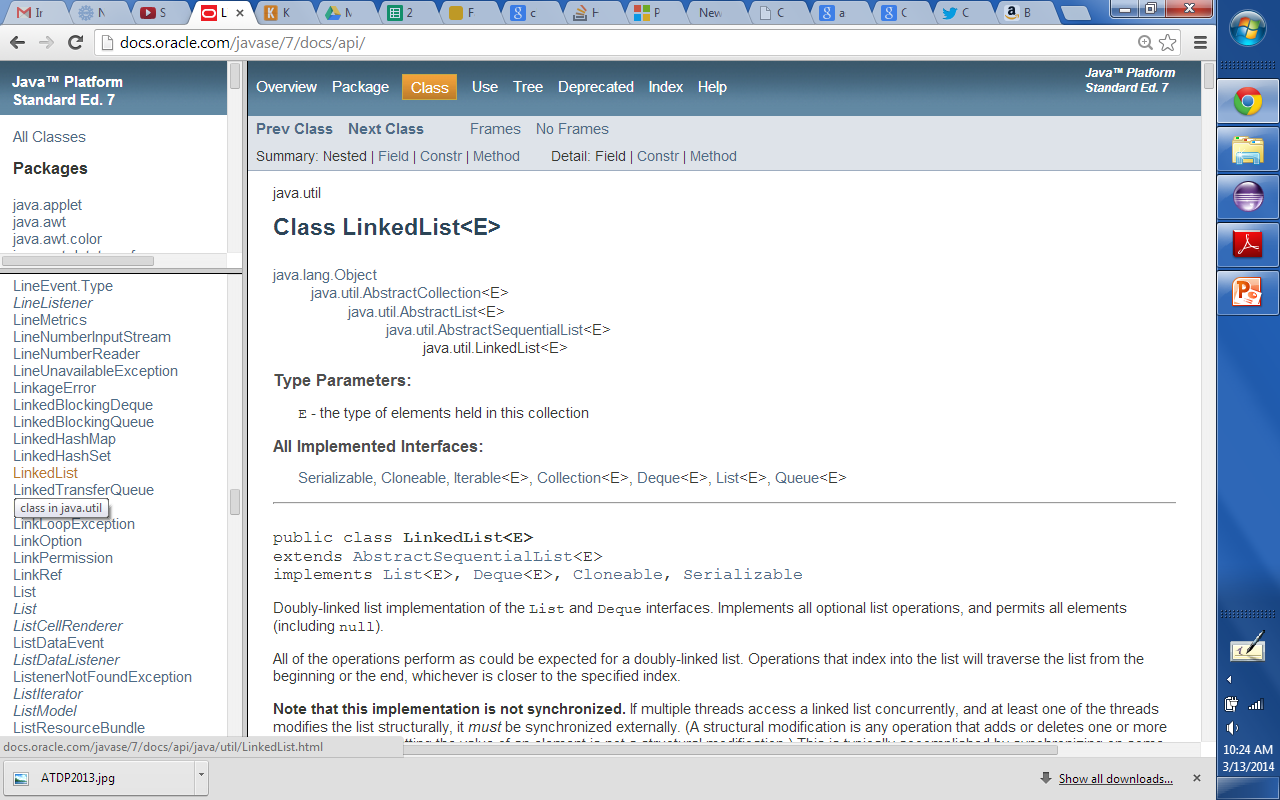 Ir
N
S
L
K
M
2
F
c
H
P
New
C
a
C
C
B
docs.oracle.com/javase/7/docs/api/
Java™ Platform
Standard Ed. 7
All Classes
Packages
java.applet
java.awt
java.awt.color
LineEvent.Type
LineListener
LineMetrics
LineNumberInputStream
LineNumberReader
LineUnavailableException
LinkageError
LinkedBlockingDeque
LinkedBlockingQueue
LinkedHashMap
LinkedHashSet
LinkedList
LinkedTransferQueue
class in java.util
LinkLoopException
LinkOption
LinkPermission
LinkRef
List
List
ListCellRenderer
ListDataEvent
ListDataListener
ListenerNotFoundException
ListIterator
ListModel
ListResourceBundle
docs.oracle.com/javase/7/docs/api/java/util/LinkedList.html
Overview Package Class Use Tree Deprecated Index Help
Java™ Platform
Standard Ed. 7
Prev Class Next Class Frames No Frames
Summary: Nested | Field | Constr | Method Detail: Field | Constr | Method
java.util
Class LinkedList<E>
java.lang.Object
java.util.AbstractCollection<E>
java.util.AbstractList<E>
java.util.AbstractSequentialList<E>
java.util.LinkedList<E>
Type Parameters:
E - the type of elements held in this collection
All Implemented Interfaces:
Serializable, Cloneable, Iterable<E>, Collection<E>, Deque<E>, List<E>, Queue<E>
public class LinkedList<E>
extends AbstractSequentialList<E>
implements List<E>, Deque<E>, Cloneable, Serializable
Doubly-linked list implementation of the List and Deque interfaces. Implements all optional list operations, and permits all elements
(including null).
All of the operations perform as could be expected for a doubly-linked list. Operations that index into the list will traverse the list from the
beginning or the end, whichever is closer to the specified index.
Note that this implementation is not synchronized. If multiple threads access a linked list concurrently, and at least one of the threads
modifies the list structurally, it must be synchronized externally. (A structural modification is any operation that adds or deletes one or more
ATDP2013.jpg
Show all downloads...
10:24 AM
3/13/2014